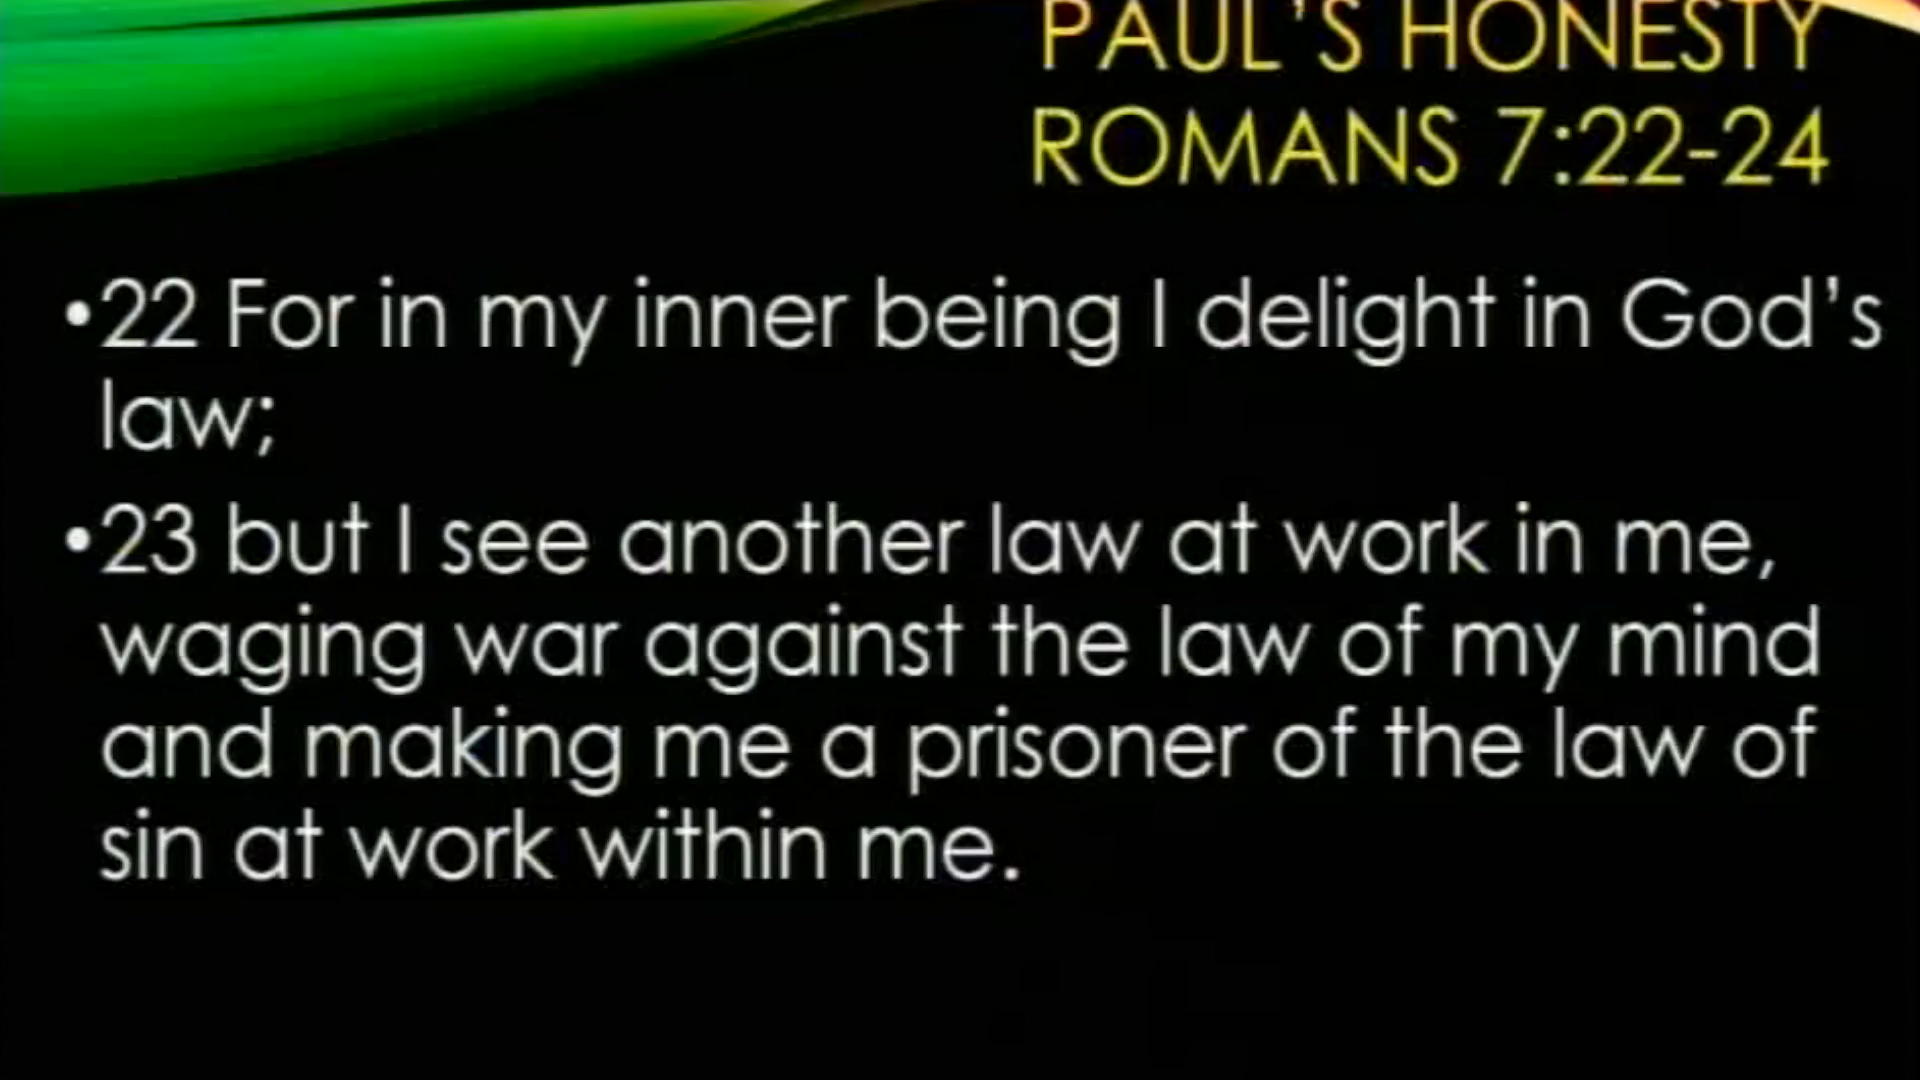 PAUL’S HONESTY
ROMANS 7:22-24
•22 For in my inner being I delight in God’s
law;
•23 but I see another law at work in me,
waging war against the law of my mind
and making me a prisoner of the law of
sin at work within me.